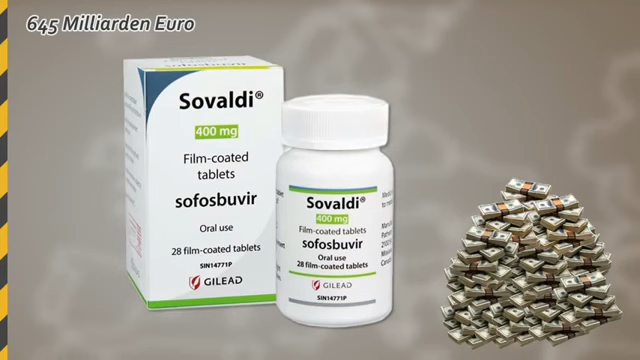 645 Milliarden Euro
Sovaldi®
400 mg
Film-coated
tablets
sofosbuvir
Oral use
28 film-coated tablets
SIN14771P
GILEAD
Sovaldi®
400 mg
Film-coated tablets
sofosbuvir
Oral use
28 film-coated tablets
GILEAD
SIN14771P